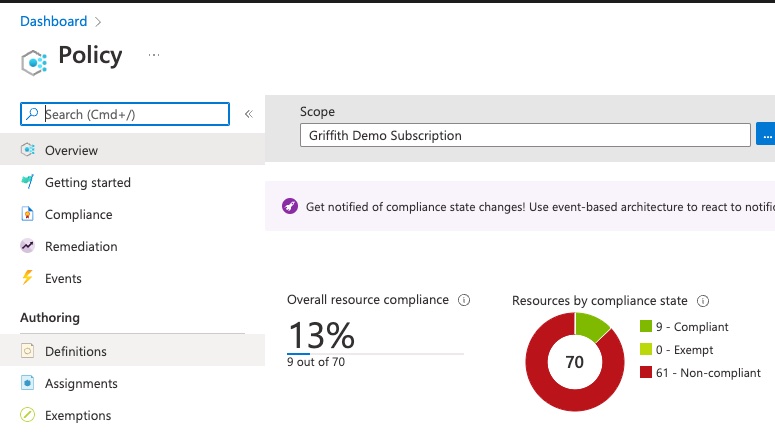 Dashboard >
Policy ...
Search (Cmd+/) «
Overview
Getting started
Compliance
Remediation
Events
Authoring
Definitions
Assignments
Exemptions
Scope
Griffith Demo Subscription ...
Get notified of compliance state changes! Use event-based architecture to react to notific
Overall resource compliance
13%
9 out of 70
Resources by compliance state
70
9 - Compliant
0 - Exempt
61 - Non-compliant